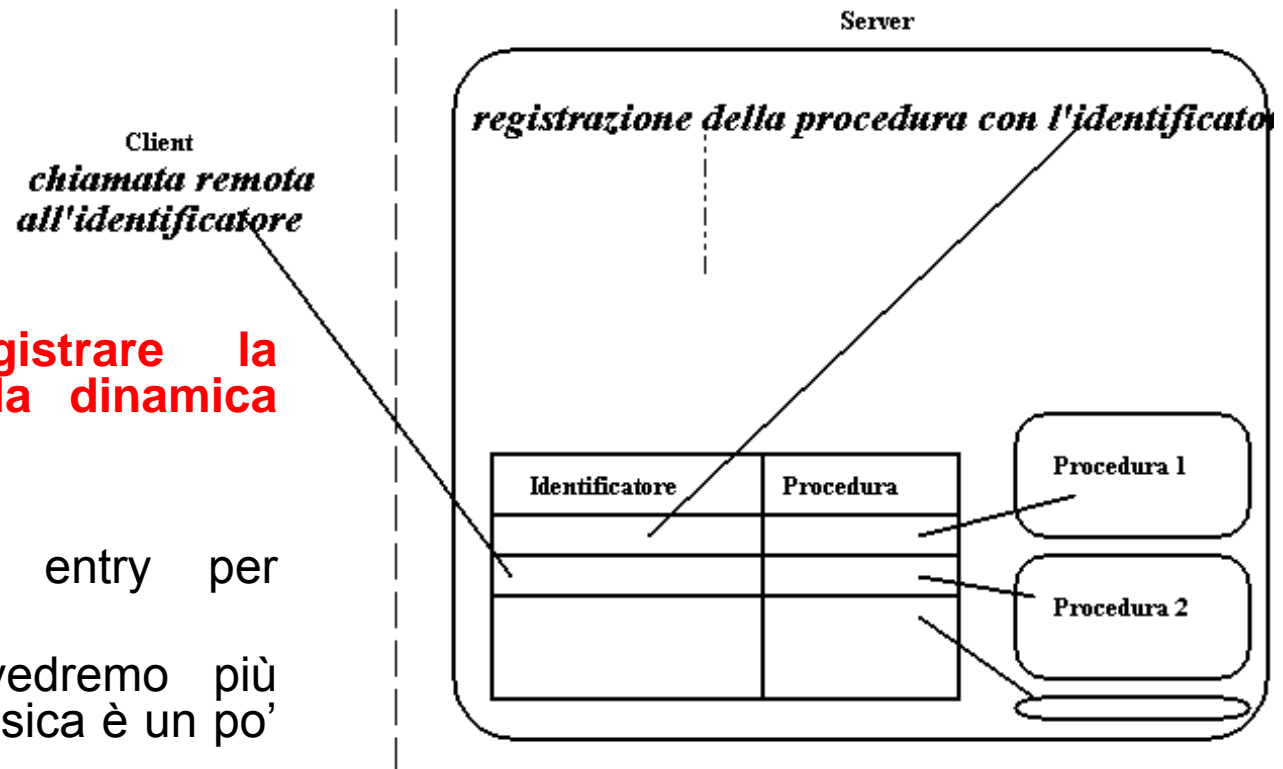 Server
registrazione della procedura con l'identificato
Client
chiamata remota
all'identificatore
gistrare la
la dinamica
entry per
vedremo più
sica è un po'
Identificatore Procedura
Procedura 1
Procedura 2